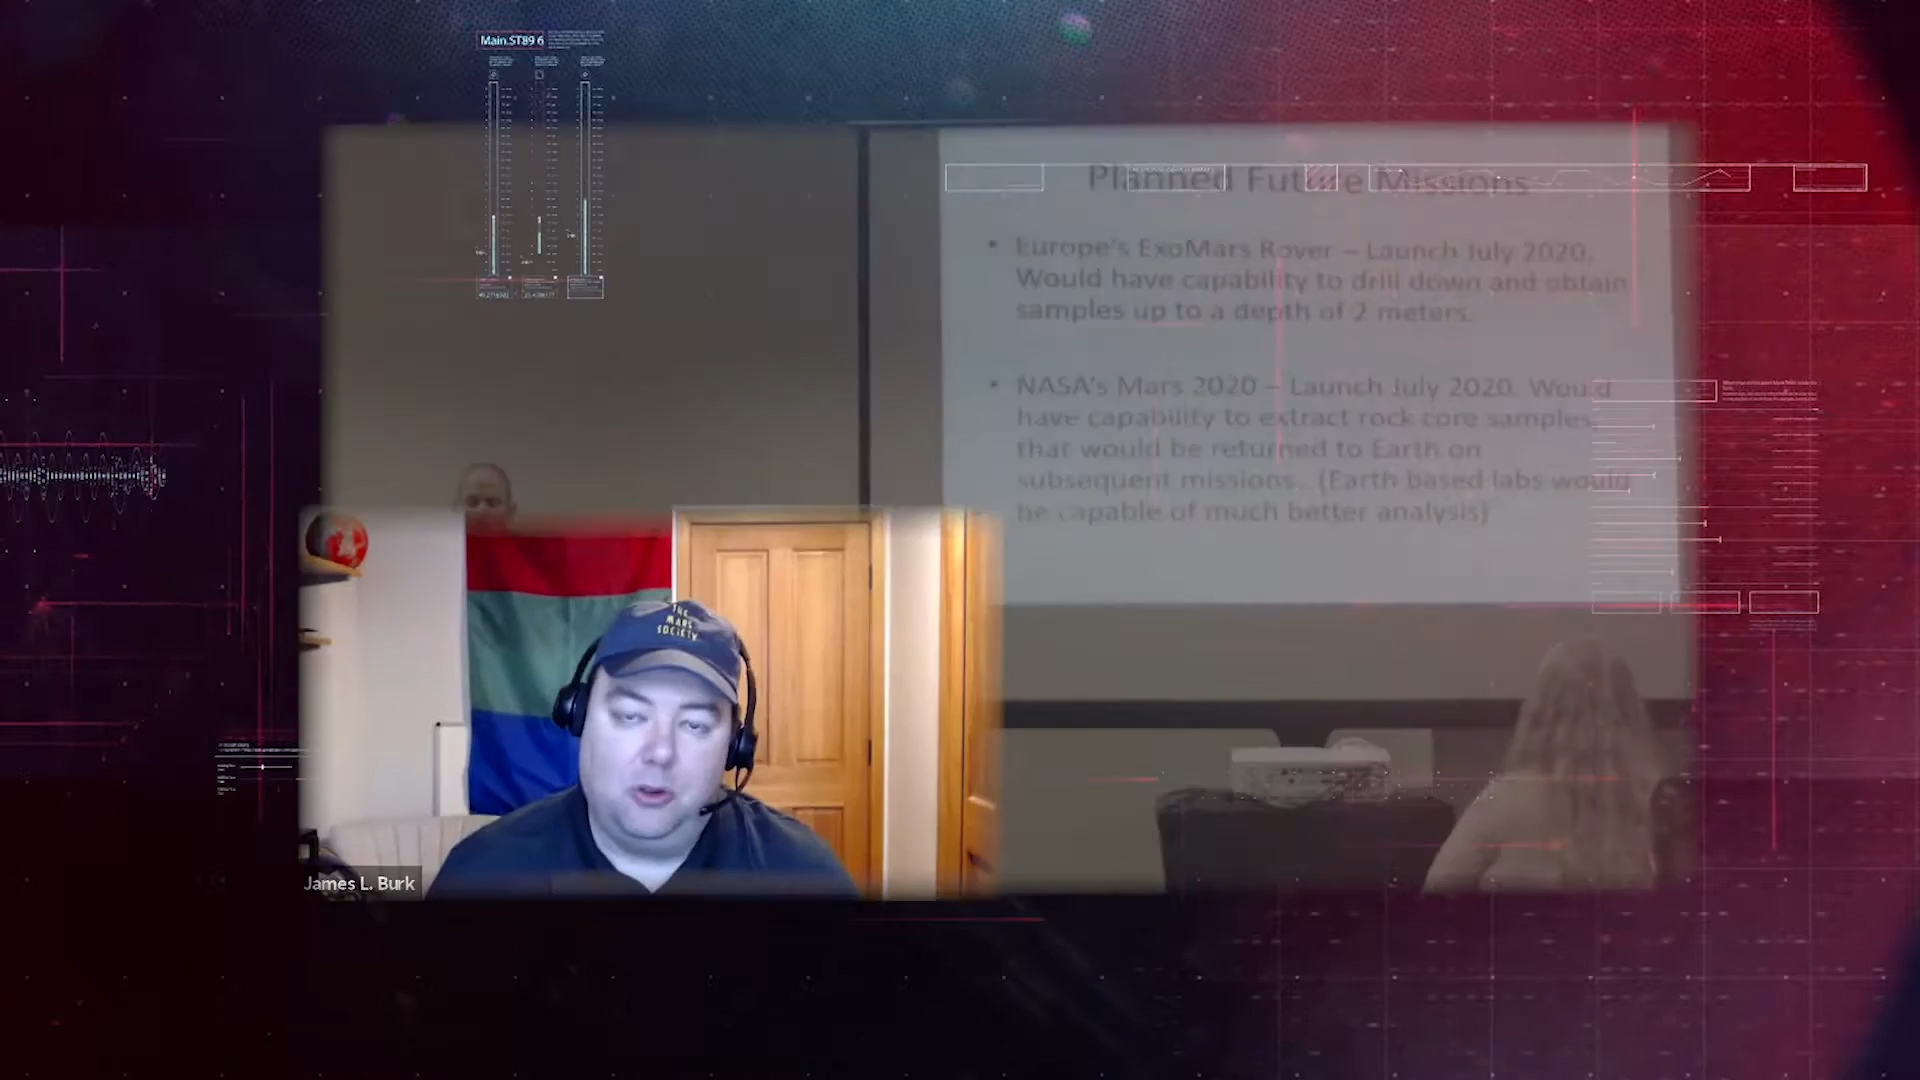 Main.ST89 6
Planned Future Missions
• Europe's ExoMars Rover – Launch July 2020.
Would have capability to drill down and obtain
samples up to a depth of 2 meters.
• NASA's Mars 2020 – Launch July 2020. Would
have capability to extract rock core samples
that would be returned to Earth on
subsequent missions. (Earth based labs would
be capable of much better analysis)
THE
MARS
SOCIETY
James L. Burk